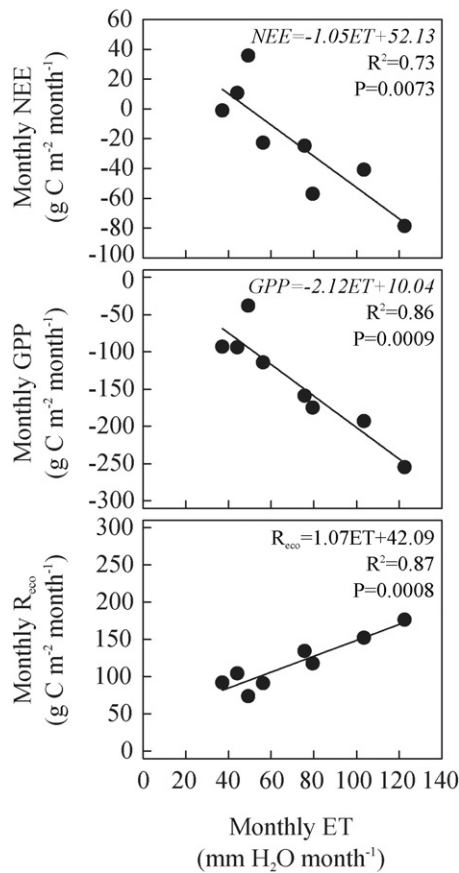 Monthly NEE
(g C m⁻² month⁻¹)
60
40
20
0
-20
-40
-60
-80
-100
NEE=-1.05ET+52.13
R²=0.73
P=0.0073
Monthly GPP
(g C m⁻² month⁻¹)
0
-50
-100
-150
-200
-250
-300
GPP=-2.12ET+10.04
R²=0.86
P=0.0009
Monthly Rₑcₒ
(g C m⁻² month⁻¹)
300
250
200
150
100
50
0
Rₑcₒ=1.07ET+42.09
R²=0.87
P=0.0008
0 20 40 60 80 100 120 140
Monthly ET
(mm H2O month⁻¹)